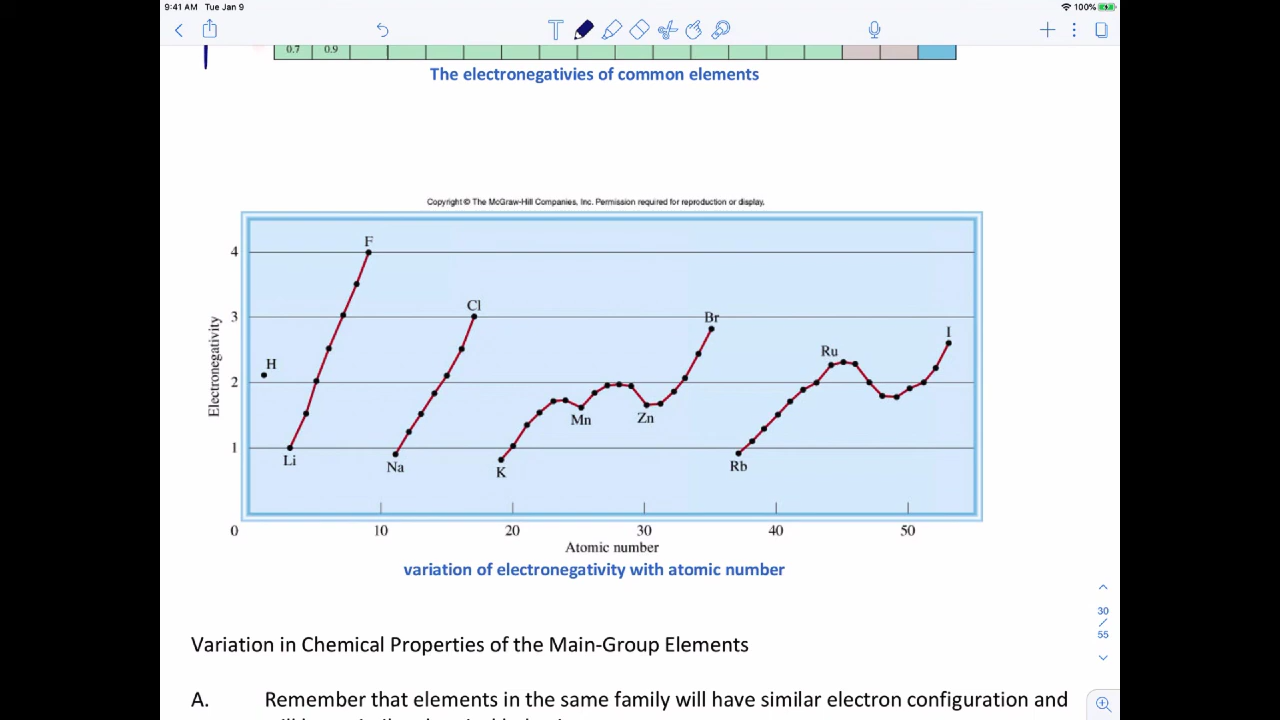 9:41 AM Tue Jan 9
100%
T
0.7 0.9
The electronegativies of common elements
Copyright © The McGraw-Hill Companies, Inc. Permission required for reproduction or display.
F
4
Cl
Br
3
I
Ru
H
2
Electronegativity
Mn
Zn
1
Li
Na
K
Rb
0 10 20 30 40 50
Atomic number
variation of electronegativity with atomic number
30
/
55
Variation in Chemical Properties of the Main-Group Elements
A. Remember that elements in the same family will have similar electron configuration and